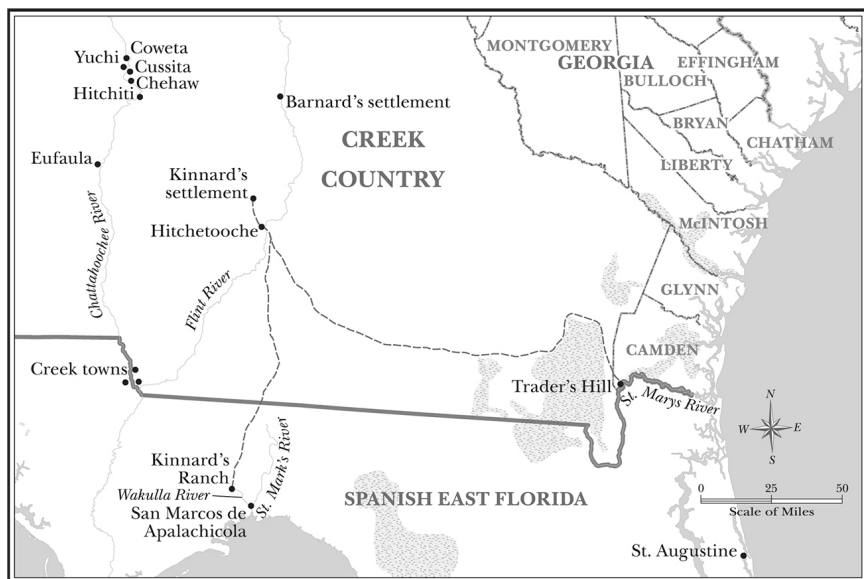 Coweta
Yuchi
Cussita
Chehaw
Hitchiti
Barnard's settlement
MONTGOMERY
GEORGIA
EFFINGHAM
BULLOCH
BRYAN
CHATHAM
LIBERTY
CREEK
COUNTRY
Eufaula
Kinnard's
settlement
Hitchetooche
McINTOSH
Chattahoochee River
Flint River
GLYNN
CAMDEN
Creek towns
Trader's Hill
St. Marys River
N
W
E
S
Kinnard's
Ranch
Wakulla River
St. Mark's River
San Marcos de
Apalachicola
SPANISH EAST FLORIDA
0
25
50
Scale of Miles
St. Augustine